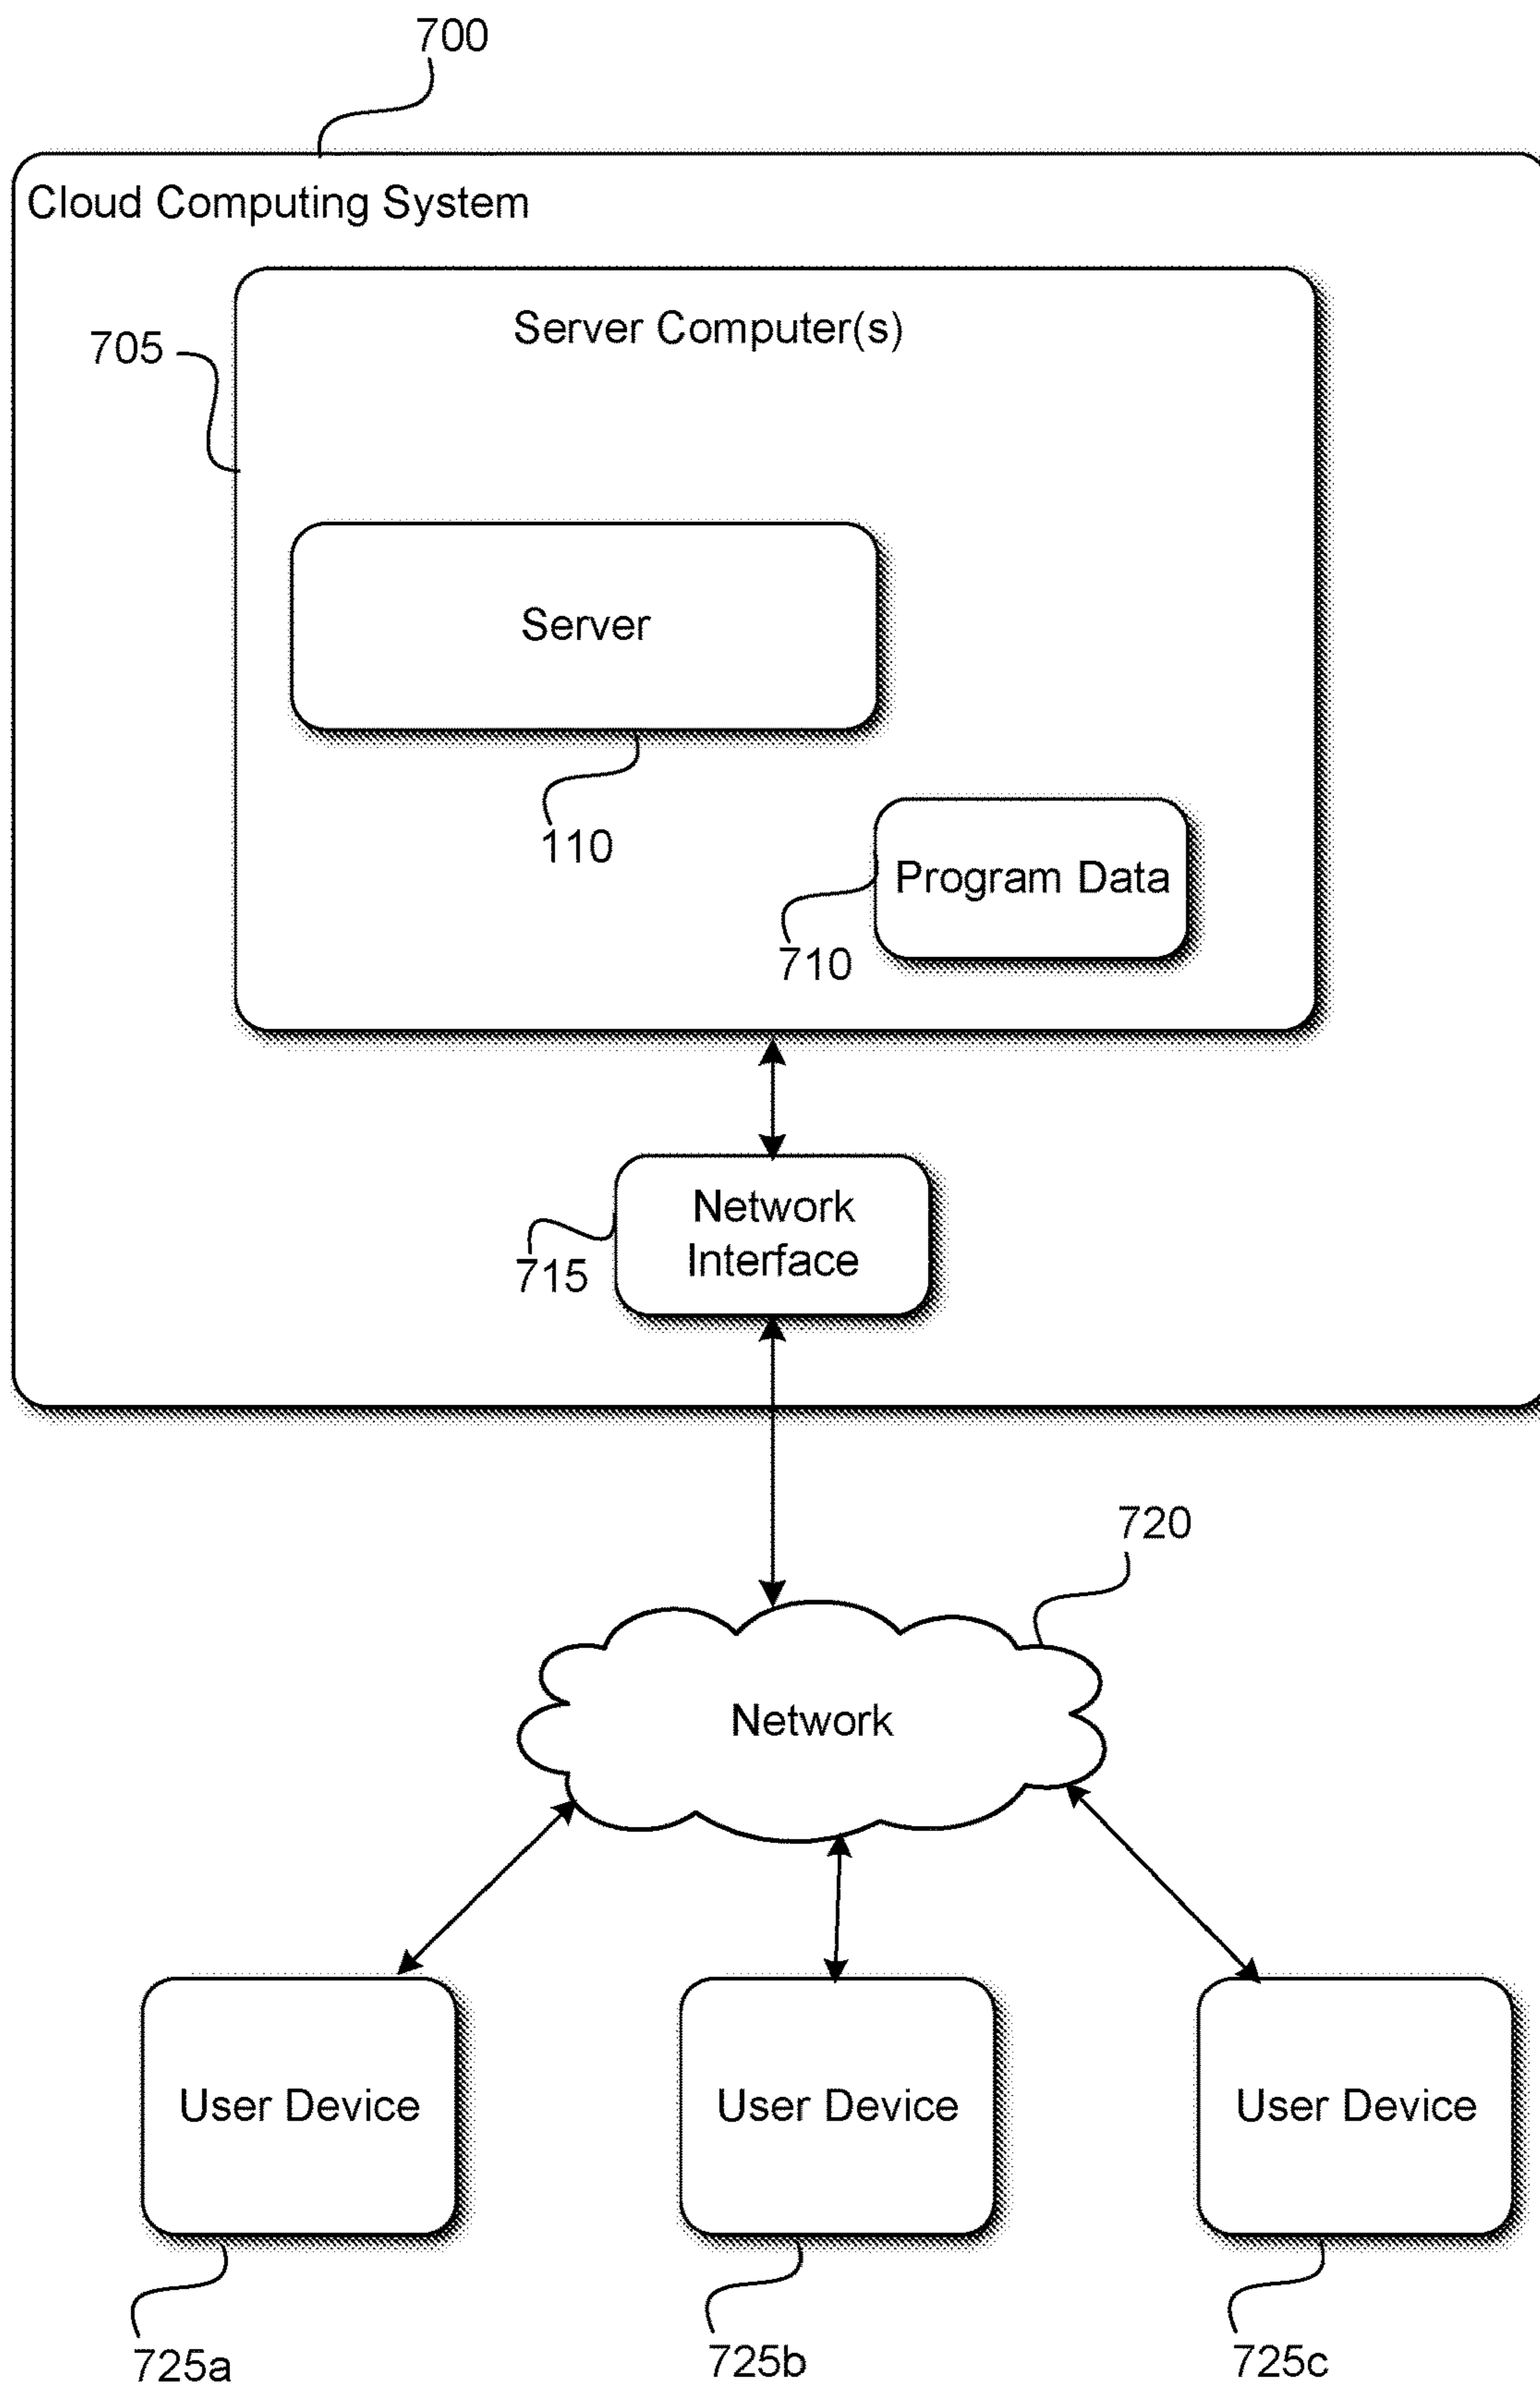 700
Cloud Computing System
Server Computer(s)
705
Server
110
Program Data
710
Network
Interface
715
720
Network
User Device
User Device
User Device
725a
725b
725c